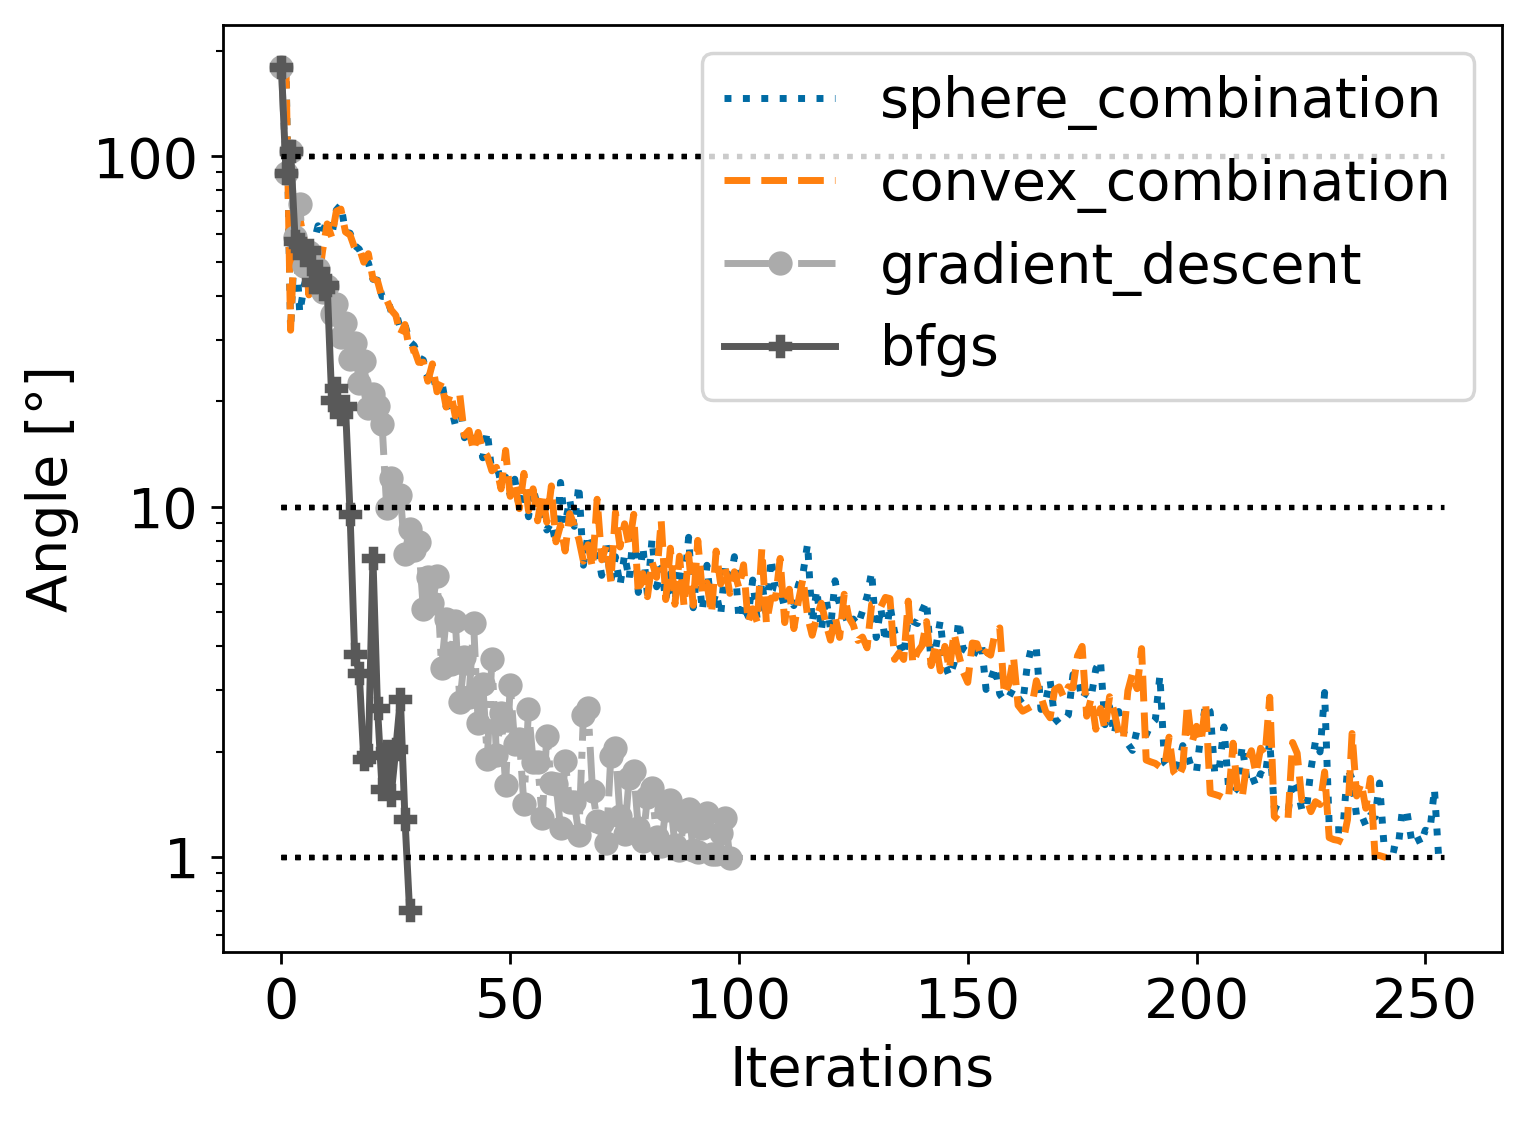 sphere_combination
convex_combination
gradient_descent
bfgs
Angle [°]
100
10
1
0 50 100 150 200 250
Iterations